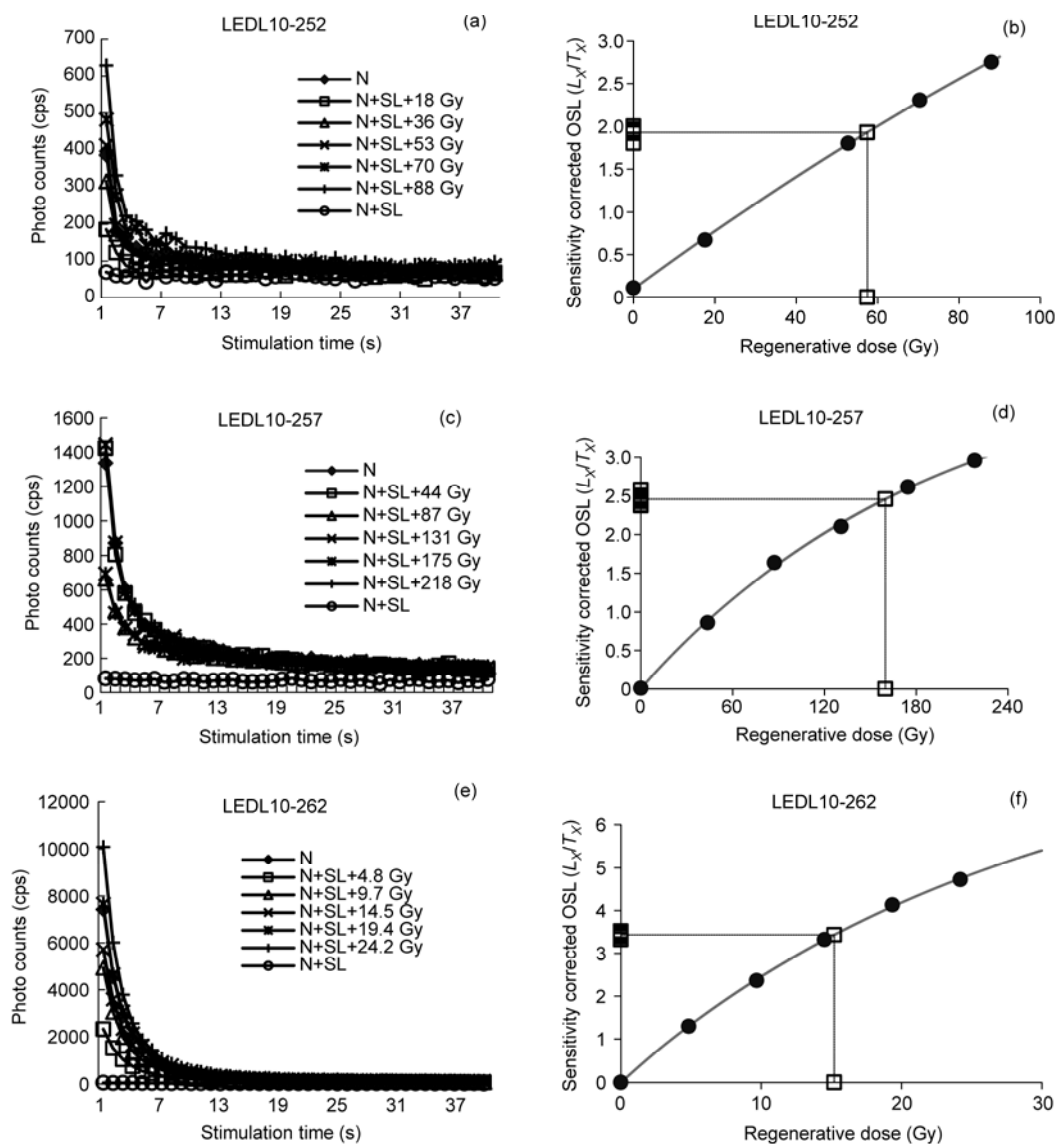 LEDL10-252
(a)
Photo counts (cps)
700
600
500
400
300
200
100
0
N
N+SL+18 Gy
N+SL+36 Gy
N+SL+53 Gy
N+SL+70 Gy
N+SL+88 Gy
N+SL
1 7 13 19 25 31 37
Stimulation time (s)
LEDL10-252
(b)
Sensitivity corrected OSL (LX/TX)
3.0
2.5
2.0
1.5
1.0
0.5
0
0 20 40 60 80 100
Regenerative dose (Gy)
LEDL10-257
(c)
Photo counts (cps)
1600
1400
1200
1000
800
600
400
200
0
N
N+SL+44 Gy
N+SL+87 Gy
N+SL+131 Gy
N+SL+175 Gy
N+SL+218 Gy
N+SL
1 7 13 19 25 31 37
Stimulation time (s)
LEDL10-257
(d)
Sensitivity corrected OSL (LX/TX)
3.0
2.5
2.0
1.5
1.0
0.5
0
0 60 120 180 240
Regenerative dose (Gy)
LEDL10-262
(e)
Photo counts (cps)
12000
10000
8000
6000
4000
2000
0
N
N+SL+4.8 Gy
N+SL+9.7 Gy
N+SL+14.5 Gy
N+SL+19.4 Gy
N+SL+24.2 Gy
N+SL
1 7 13 19 25 31 37
Stimulation time (s)
LEDL10-262
(f)
Sensitivity corrected OSL (LX/TX)
6
5
4
3
2
1
0
0 10 20 30
Regenerative dose (Gy)